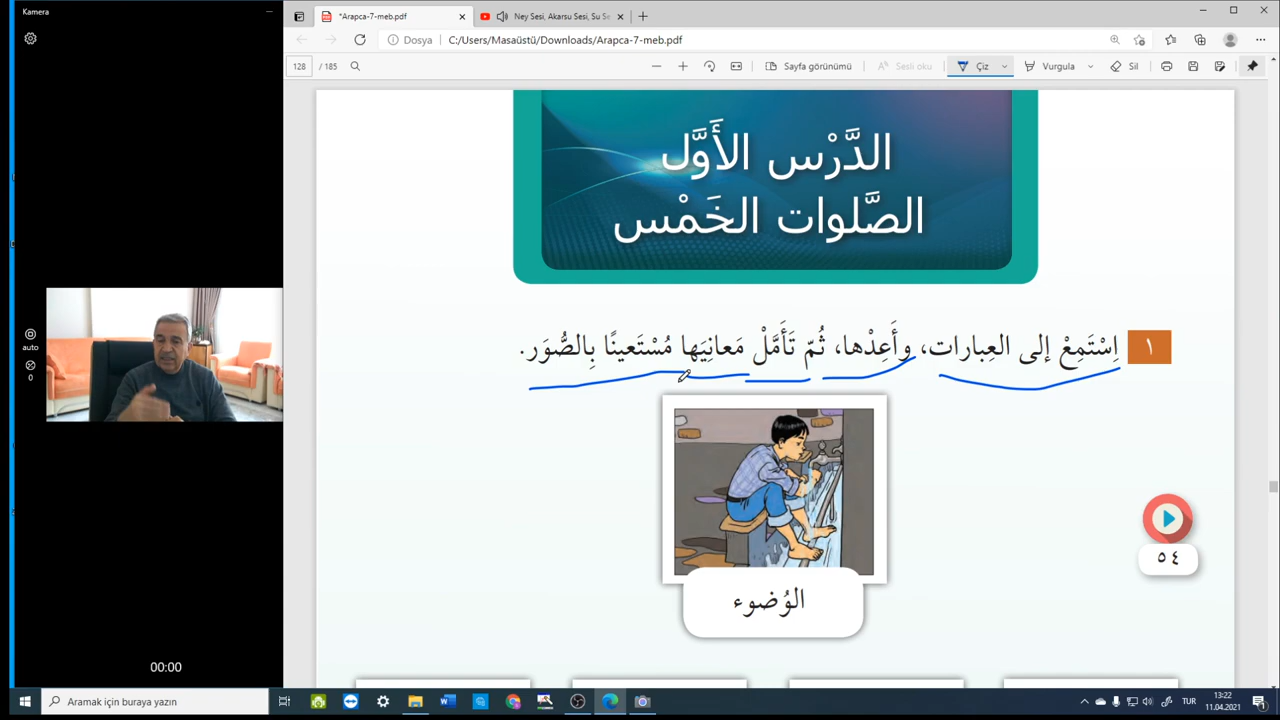 Kamera
*Arapca-7-meb.pdf
Ney Sesi, Akarsu Sesi, Su Se
Dosya
C:/Users/Masaüstü/Downloads/Arapca-7-meb.pdf
128 / 185
Sayfa görünümü
Sesli oku
Çiz
Vurgula
Sil
الدَّرْس الأَوَّل
الصَّلوات الخَمْس
١ اِسْتَمِعْ إلى العِبارات، وأَعِدْها، ثُمّ تَأَمَّلْ مَعانِيَها مُسْتَعينًا بِالصُّوَر.
auto
0
٥٤
الوُضوء
00:00
Aramak için buraya yazın
TUR
13:22
11.04.2021